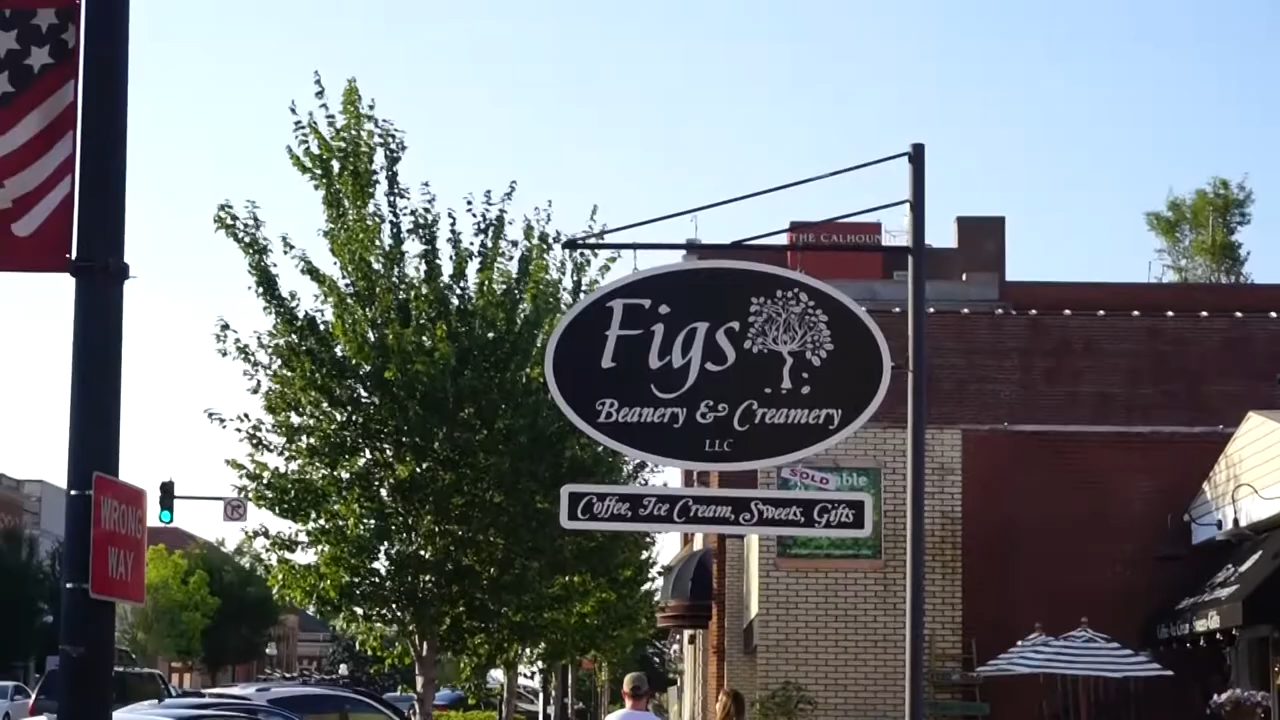 THE CALHOUN
Figs
Beanery & Creamery
LLC
SOLD
Coffee, Ice Cream, Sweets, Gifts
WRONG
WAY